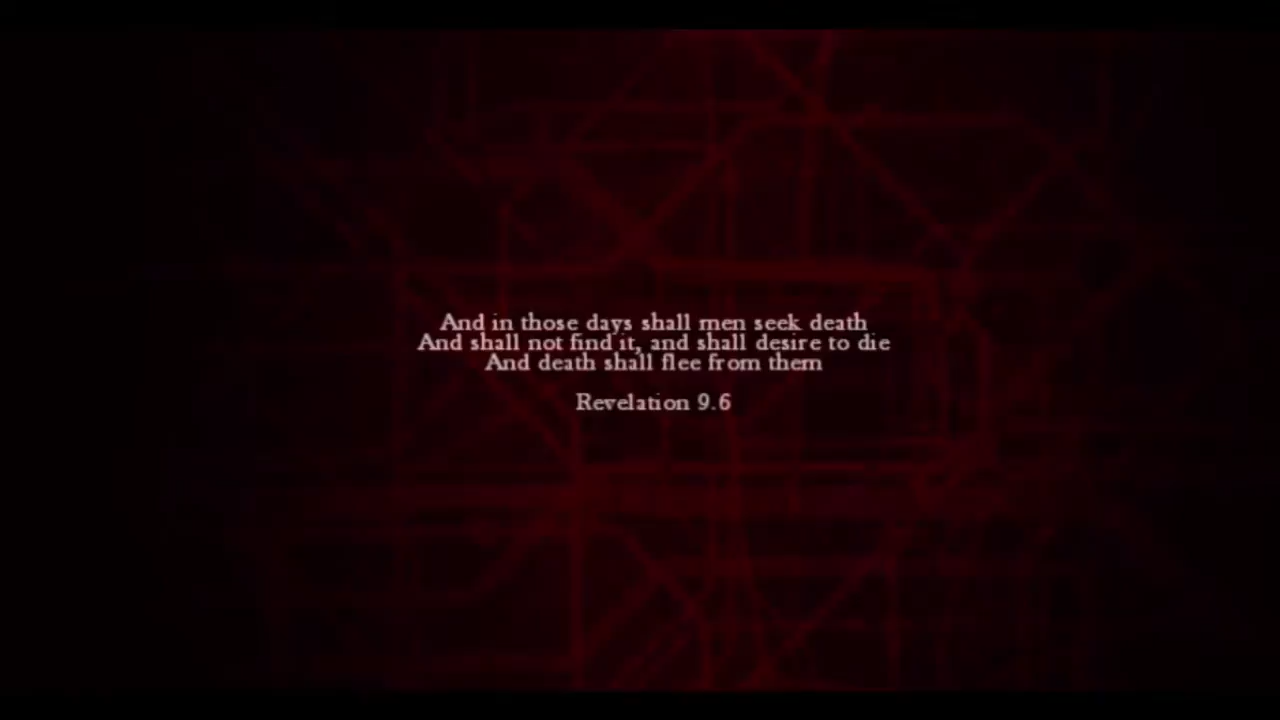 And in those days shall men seek death
And shall not find it, and shall desire to die
And death shall flee from them
Revelation 9.6